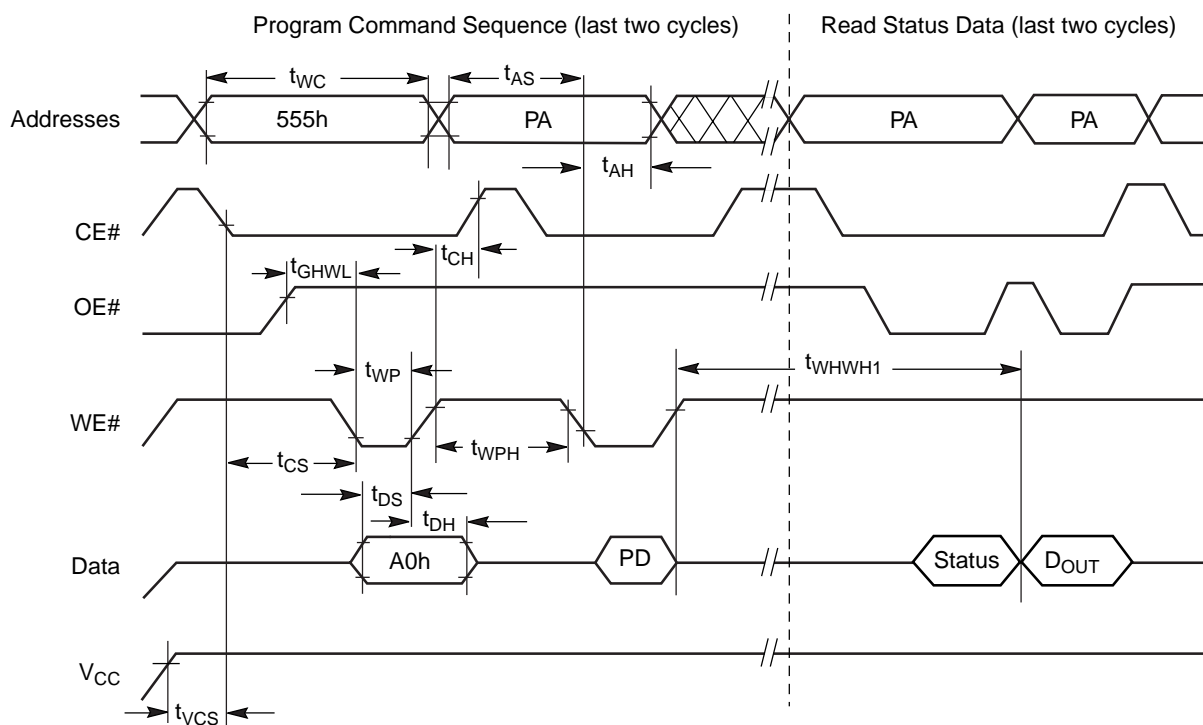 Program Command Sequence (last two cycles)
Read Status Data (last two cycles)
tWC
tAS
Addresses
555h
PA
PA
PA
tAH
CE#
tCH
tGHWL
OE#
tWP
tWHWH1
WE#
tWPH
tCS
tDS
tDH
Data
A0h
PD
Status
DOUT
VCC
tVCS